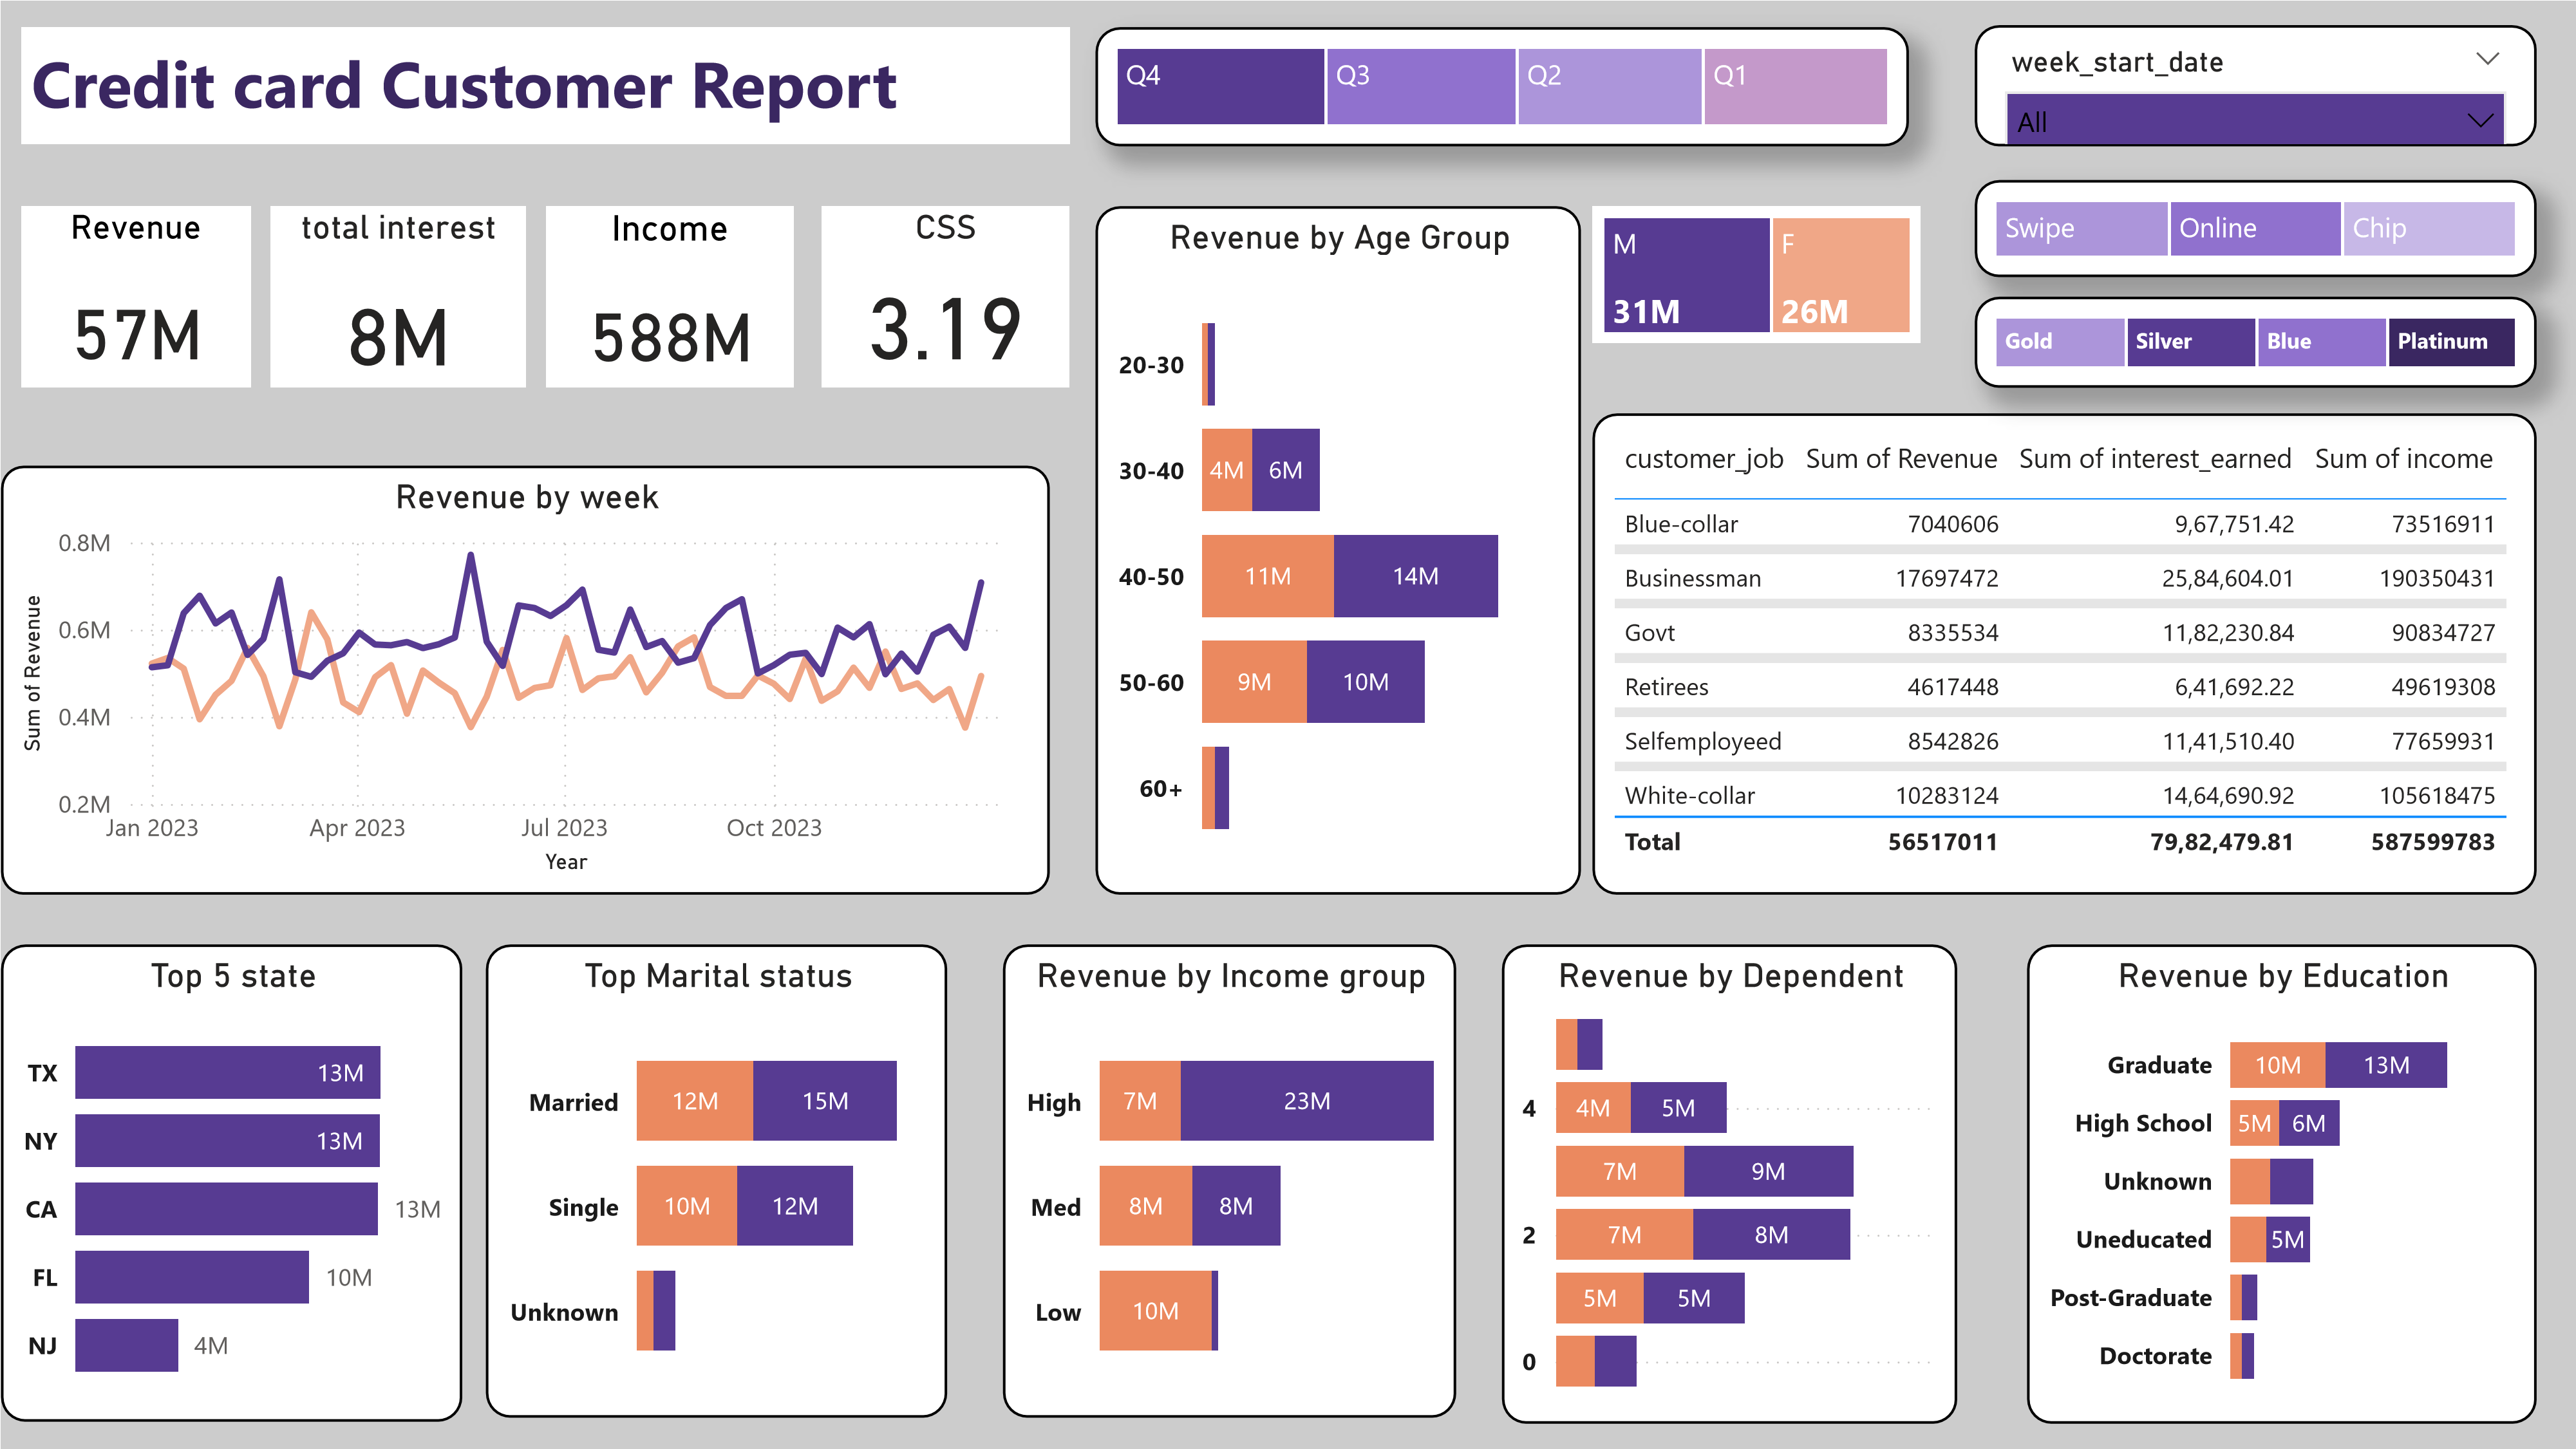 Credit card Customer Report
Q4 Q3 Q2 Q1
week_start_date
All
Revenue
57M
total interest
8M
Income
588M
CSS
3.19
Revenue by Age Group
20-30
30-40 4M 6M
40-50 11M 14M
50-60 9M 10M
60+
M
31M
F
26M
Swipe Online Chip
Gold Silver Blue Platinum
Revenue by week
Sum of Revenue
0.8M
0.6M
0.4M
0.2M
Jan 2023 Apr 2023 Jul 2023 Oct 2023
Year
customer_job Sum of Revenue Sum of interest_earned Sum of income
Blue-collar 7040606 9,67,751.42 73516911
Businessman 17697472 25,84,604.01 190350431
Govt 8335534 11,82,230.84 90834727
Retirees 4617448 6,41,692.22 49619308
Selfemployeed 8542826 11,41,510.40 77659931
White-collar 10283124 14,64,690.92 105618475
Total 56517011 79,82,479.81 587599783
Top 5 state
TX 13M
NY 13M
CA 13M
FL 10M
NJ 4M
Top Marital status
Married 12M 15M
Single 10M 12M
Unknown
Revenue by Income group
High 7M 23M
Med 8M 8M
Low 10M
Revenue by Dependent
4 4M 5M
7M 9M
2 7M 8M
5M 5M
0
Revenue by Education
Graduate 10M 13M
High School 5M 6M
Unknown
Uneducated 5M
Post-Graduate
Doctorate